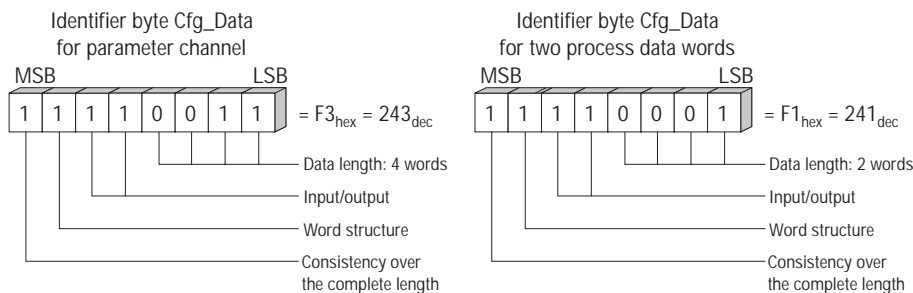 Identifier byte Cfg_Data
for parameter channel
MSB LSB
1 1 1 1 0 0 1 1 = F3hex = 243dec
Data length: 4 words
Input/output
Word structure
Consistency over
the complete length
Identifier byte Cfg_Data
for two process data words
MSB LSB
1 1 1 1 0 0 0 1 = F1hex = 241dec
Data length: 2 words
Input/output
Word structure
Consistency over
the complete length